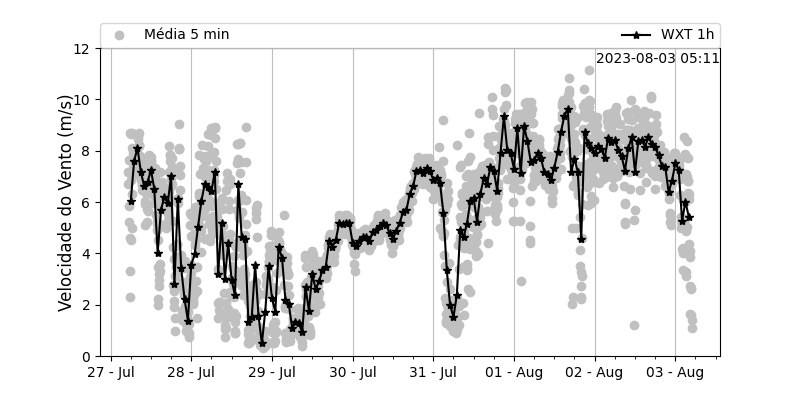 Média 5 min
WXT 1h
2023-08-03 05:11
Velocidade do Vento (m/s)
12
10
8
6
4
2
0
27 - Jul
28 - Jul
29 - Jul
30 - Jul
31 - Jul
01 - Aug
02 - Aug
03 - Aug